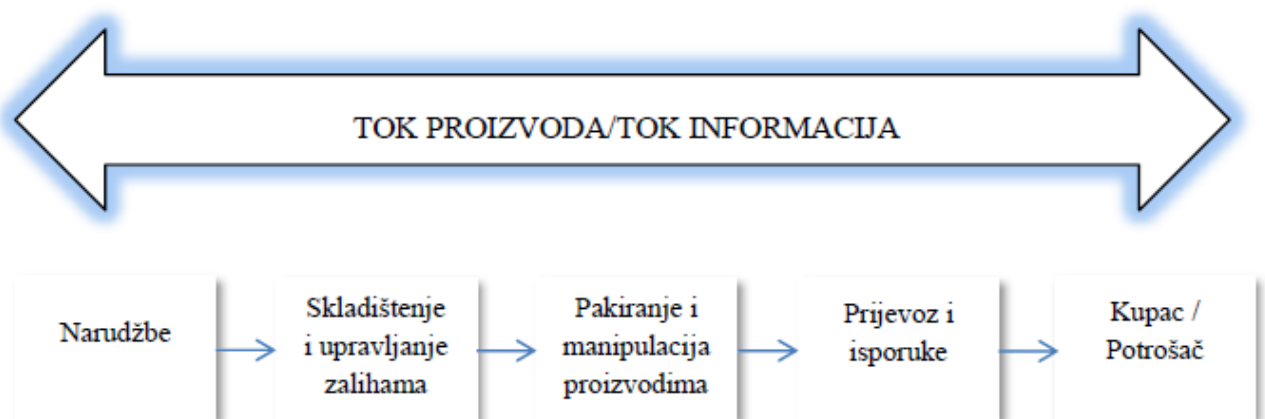 TOK PROIZVODA/TOK INFORMACIJA
Narudžbe
Skladištenje
i upravljanje
zalihama
Pakiranje i
manipulacija
proizvodima
Prijevoz i
isporuke
Kupac /
Potrošač